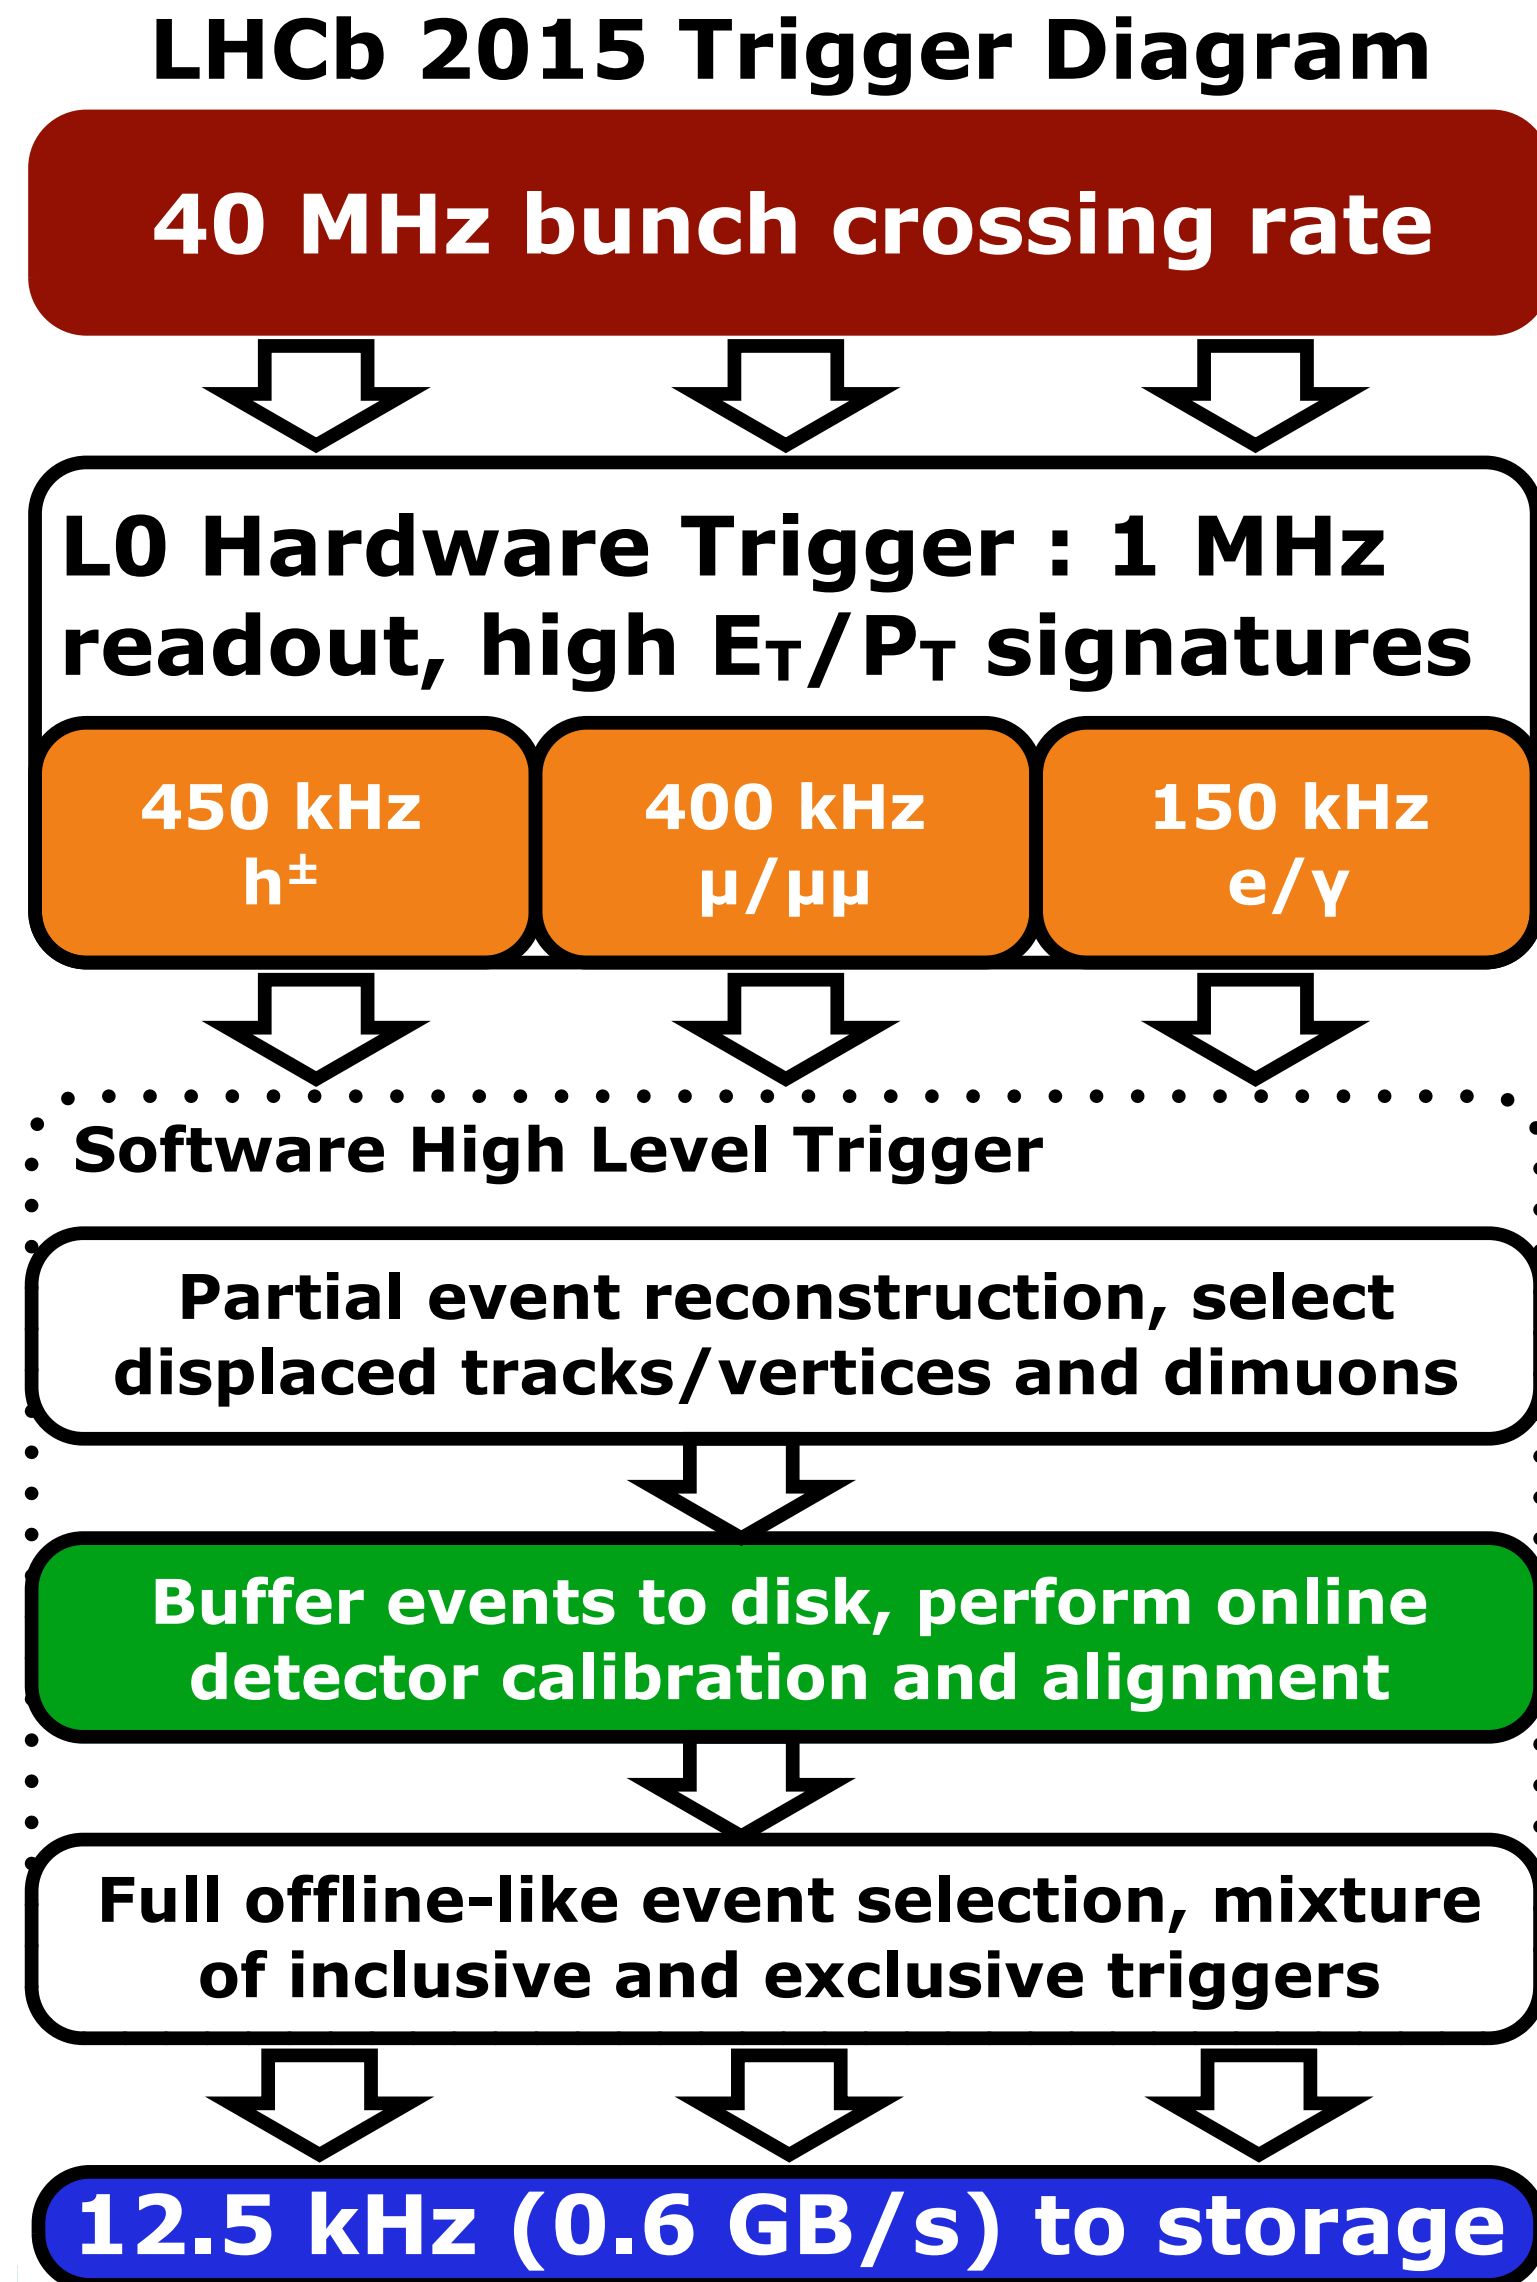 LHCb 2015 Trigger Diagram
40 MHz bunch crossing rate
L0 Hardware Trigger : 1 MHz
readout, high E_T/P_T signatures
450 kHz
h±
400 kHz
µ/µµ
150 kHz
e/γ
Software High Level Trigger
Partial event reconstruction, select
displaced tracks/vertices and dimuons
Buffer events to disk, perform online
detector calibration and alignment
Full offline-like event selection, mixture
of inclusive and exclusive triggers
12.5 kHz (0.6 GB/s) to storage